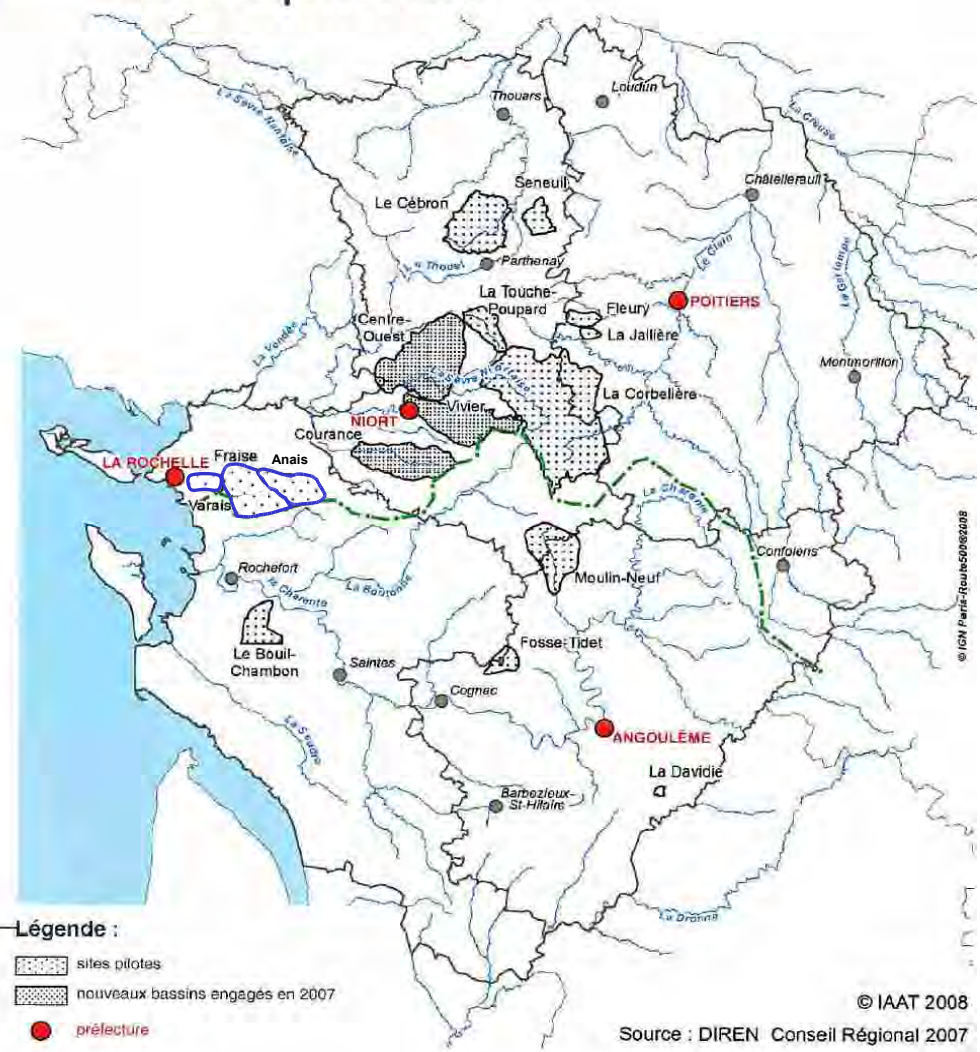 Thouars
Loudun
La Sèvre Nantaise
La Creuse
Châtellerault
Seneuil
Le Cébron
Le Clain
La Gartempe
Le Thouet
Parthenay
La Touche-
Poupard
Fleury
POITIERS
Centre-
Ouest
La Jallière
La Vendée
La Sèvre Niortaise
Montmorillon
La Corbelière
Vivier
NIORT
Courance
LA ROCHELLE
Fraise
Anais
Varais
La Charente
Confolens
Rochefort
la Charente
La Boutonne
Moulin-Neuf
© IGN Paris-Route500®2008
Le Bouil-
Chambon
Fosse-Tidet
Saintes
Cognac
La Seudre
ANGOULÊME
La Davidie
Barbezieux-
St-Hilaire
La Dronne
Légende :
sites pilotes
nouveaux bassins engagés en 2007
préfecture
© IAAT 2008
Source : DIREN Conseil Régional 2007